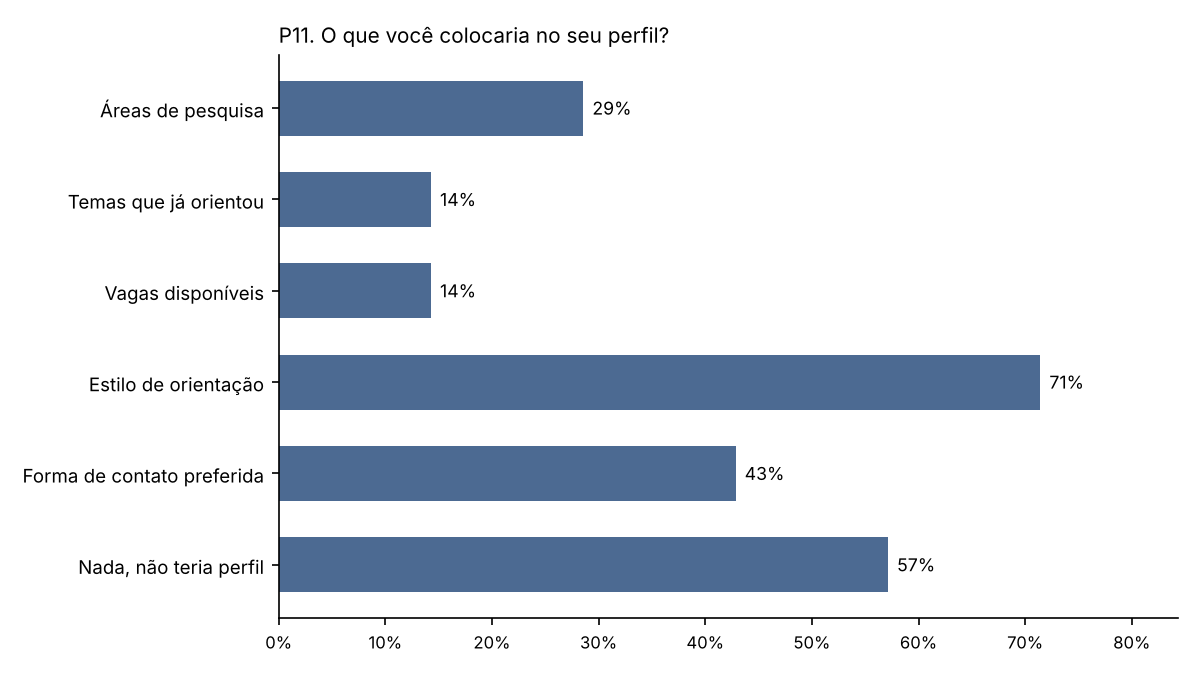 P11. O que você colocaria no seu perfil?
Áreas de pesquisa
29%
Temas que já orientou
14%
Vagas disponíveis
14%
Estilo de orientação
71%
Forma de contato preferida
43%
Nada, não teria perfil
57%
0% 10% 20% 30% 40% 50% 60% 70% 80%